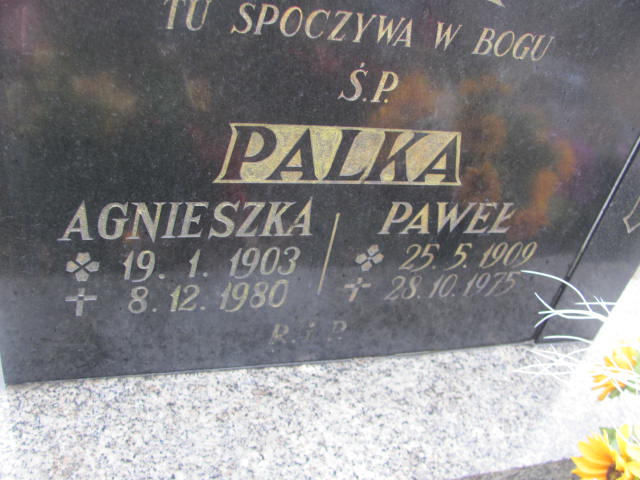 TU SPOCZYWA W BOGU
Ś.P.
PALKA
AGNIESZKA PAWEŁ
19. 1. 1903 25. 5. 1909
8. 12. 1980 28. 10. 1975
R.I.P.